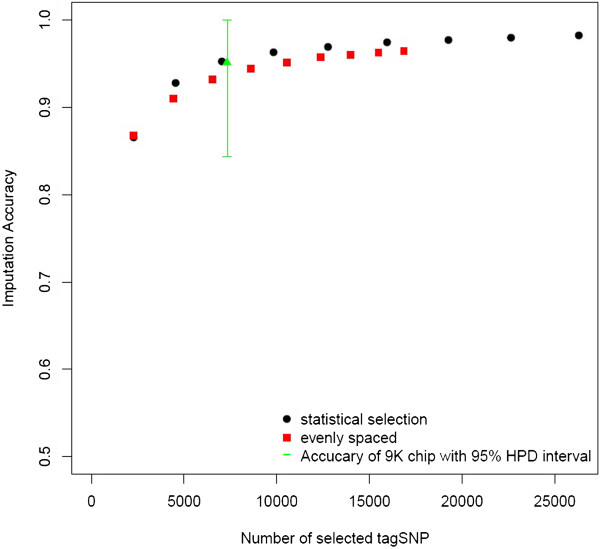 1.0
0.9
0.8
0.7
0.6
0.5
Imputation Accuracy
statistical selection
evenly spaced
Accucary of 9K chip with 95% HPD interval
0 5000 10000 15000 20000 25000
Number of selected tagSNP